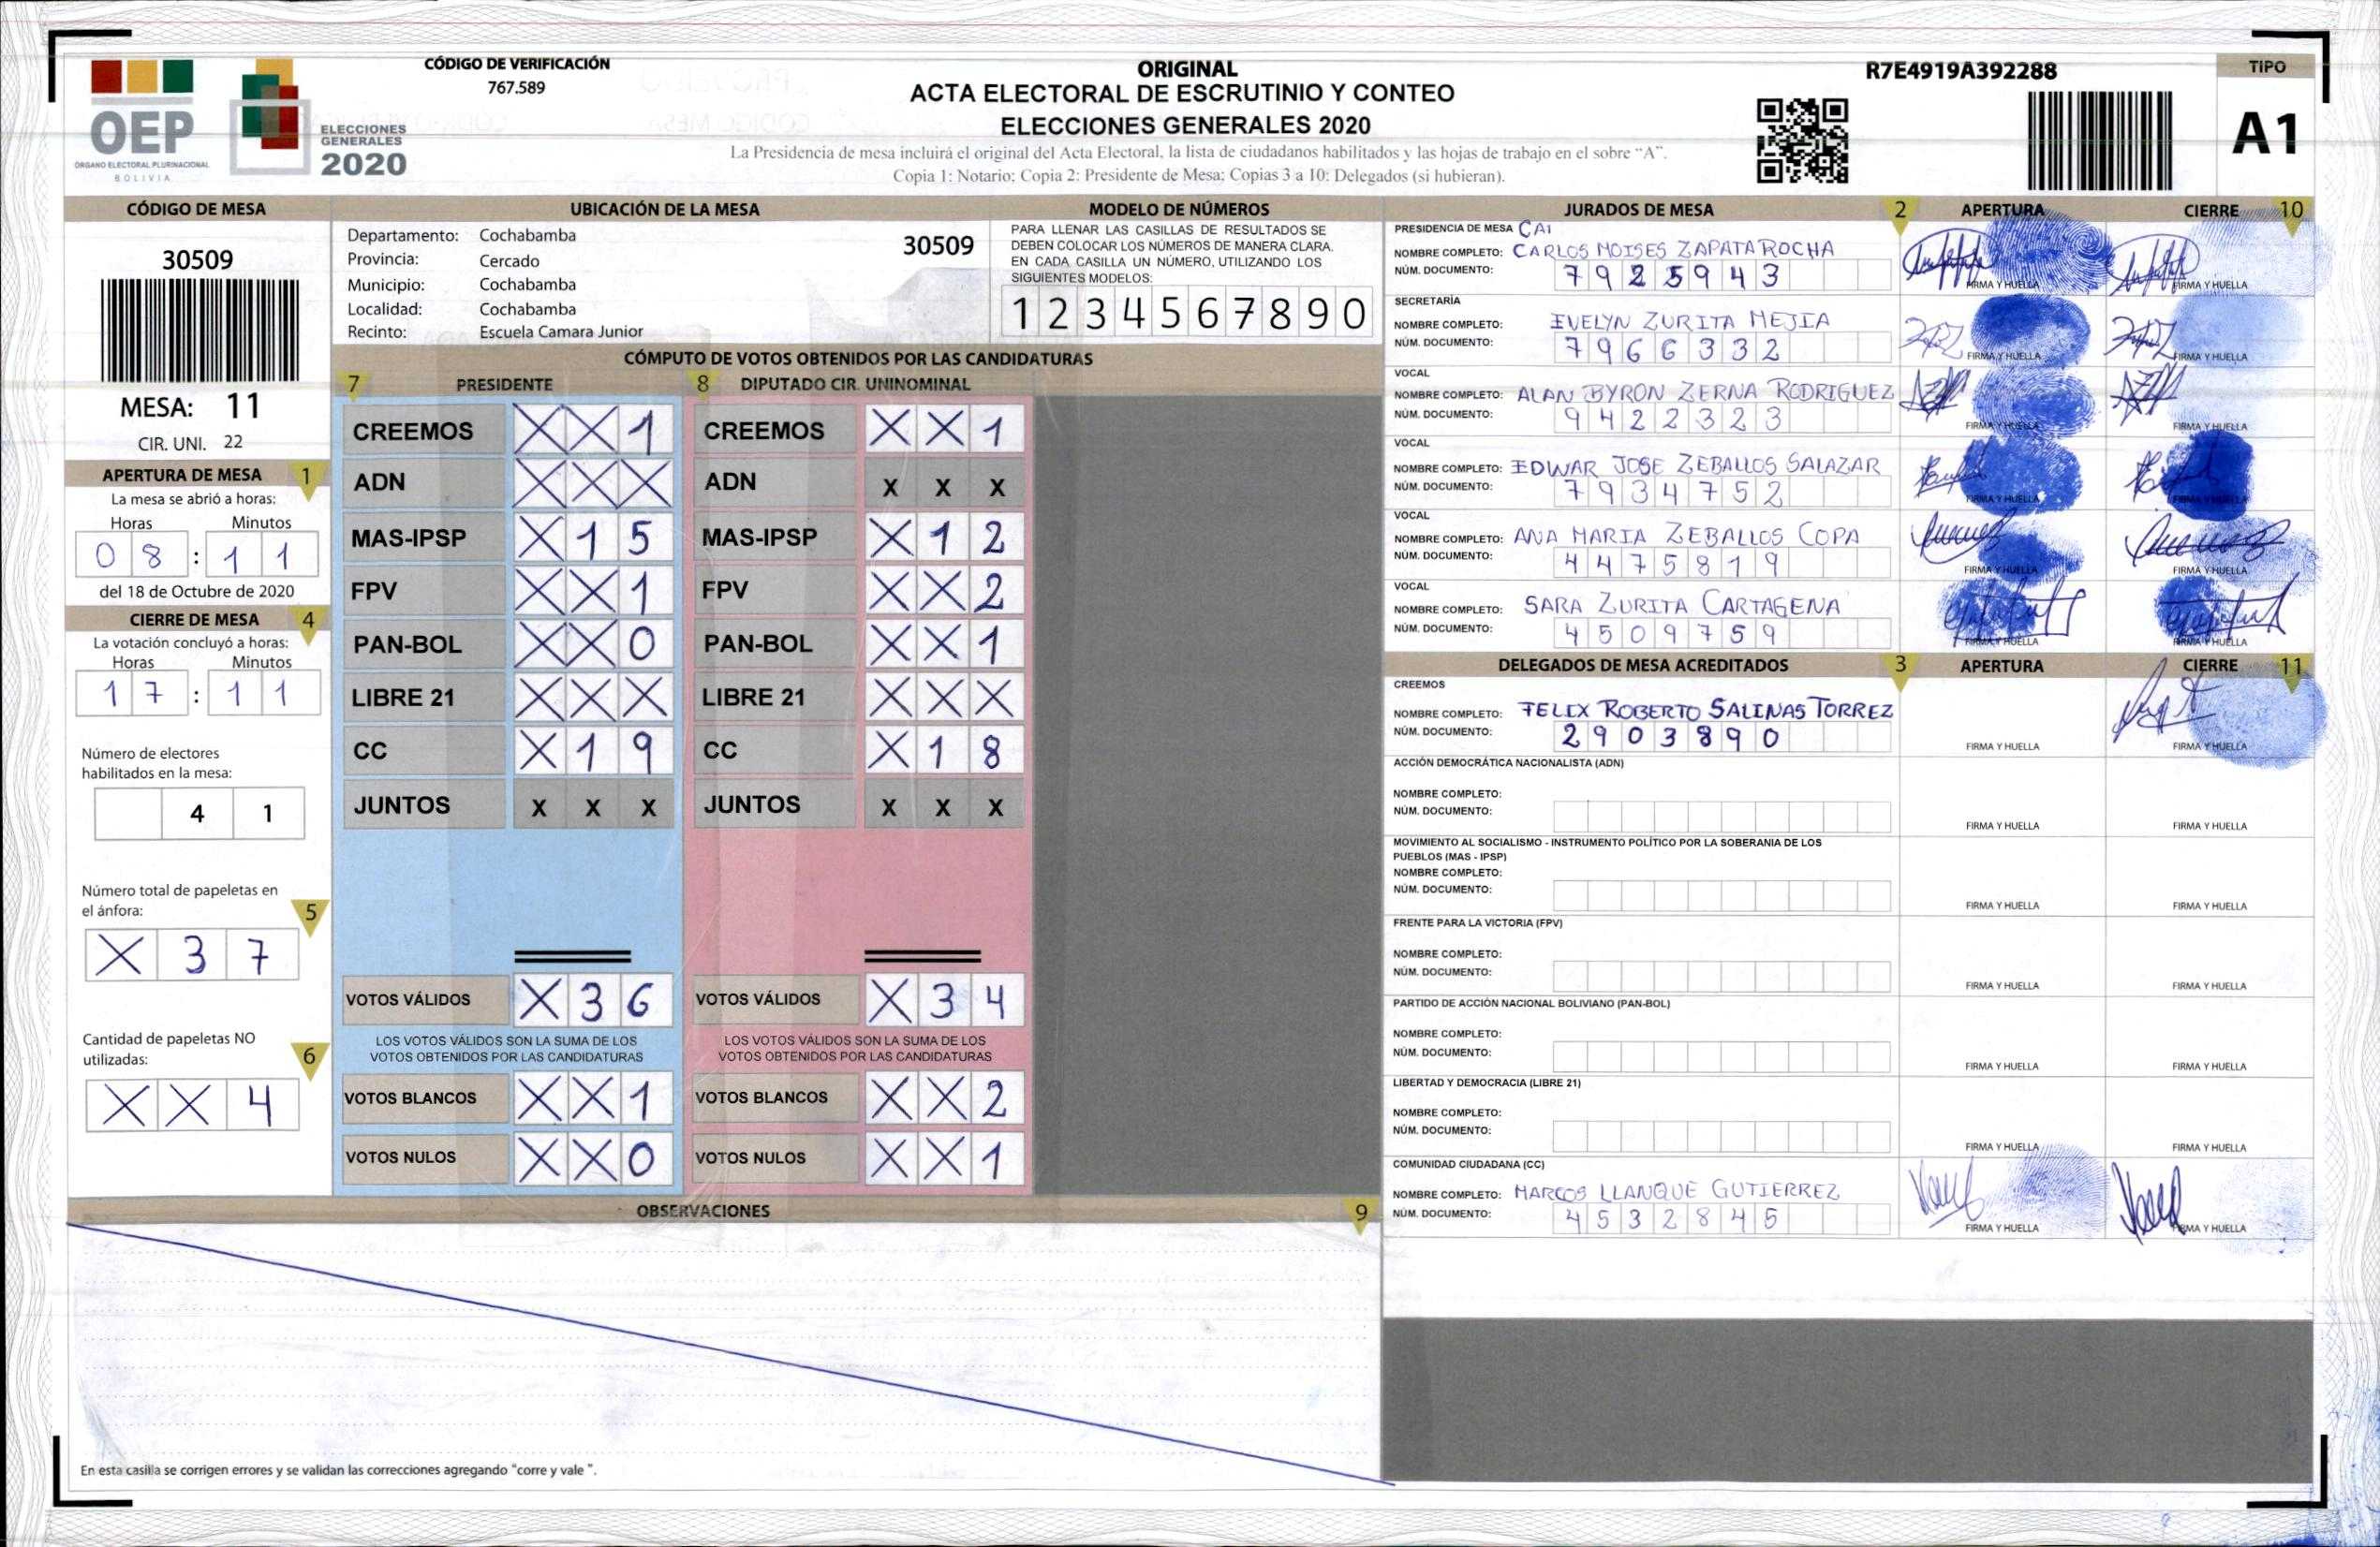 CÓDIGO DE VERIFICACIÓN
767.589
ORIGINAL
ACTA ELECTORAL DE ESCRUTINIO Y CONTEO
ELECCIONES GENERALES 2020
La Presidencia de mesa incluirá el original del Acta Electoral, la lista de ciudadanos habilitados y las hojas de trabajo en el sobre "A".
Copia 1: Notario; Copia 2: Presidente de Mesa; Copias 3 a 10: Delegados (si hubieran).
R7E4919A392288
TIPO
A1
OEP
ÓRGANO ELECTORAL PLURINACIONAL
BOLIVIA
ELECCIONES
GENERALES
2020
CÓDIGO DE MESA
30509
MESA: 11
CIR. UNI. 22
APERTURA DE MESA 1
La mesa se abrió a horas:
Horas Minutos
0 8 : 1 1
del 18 de Octubre de 2020
CIERRE DE MESA 4
La votación concluyó a horas:
Horas Minutos
1 7 : 1 1
Número de electores
habilitados en la mesa:
4 1
Número total de papeletas en
el ánfora: 5
X 3 7
Cantidad de papeletas NO
utilizadas: 6
X X 4
UBICACIÓN DE LA MESA
Departamento: Cochabamba 30509
Provincia: Cercado
Municipio: Cochabamba
Localidad: Cochabamba
Recinto: Escuela Camara Junior
MODELO DE NÚMEROS
PARA LLENAR LAS CASILLAS DE RESULTADOS SE
DEBEN COLOCAR LOS NÚMEROS DE MANERA CLARA.
EN CADA CASILLA UN NÚMERO, UTILIZANDO LOS
SIGUIENTES MODELOS:
1 2 3 4 5 6 7 8 9 0
CÓMPUTO DE VOTOS OBTENIDOS POR LAS CANDIDATURAS
7 PRESIDENTE 8 DIPUTADO CIR. UNINOMINAL
CREEMOS X X 1 CREEMOS X X 1
ADN X X X ADN X X X
MAS-IPSP X 1 5 MAS-IPSP X 1 2
FPV X X 1 FPV X X 2
PAN-BOL X X 0 PAN-BOL X X 1
LIBRE 21 X X X LIBRE 21 X X X
CC X 1 9 CC X 1 8
JUNTOS X X X JUNTOS X X X
VOTOS VÁLIDOS X 3 6 VOTOS VÁLIDOS X 3 4
LOS VOTOS VÁLIDOS SON LA SUMA DE LOS LOS VOTOS VÁLIDOS SON LA SUMA DE LOS
VOTOS OBTENIDOS POR LAS CANDIDATURAS VOTOS OBTENIDOS POR LAS CANDIDATURAS
VOTOS BLANCOS X X 1 VOTOS BLANCOS X X 2
VOTOS NULOS X X 0 VOTOS NULOS X X 1
OBSERVACIONES 9
En esta casilla se corrigen errores y se validan las correcciones agregando "corre y vale ".
JURADOS DE MESA 2 APERTURA CIERRE 10
PRESIDENCIA DE MESA CAI
NOMBRE COMPLETO: CARLOS MOISES ZAPATA ROCHA
NÚM. DOCUMENTO: 7 9 2 5 9 4 3
FIRMA Y HUELLA FIRMA Y HUELLA
SECRETARÍA
NOMBRE COMPLETO: EVELYN ZURITA MEJIA
NÚM. DOCUMENTO: 7 9 6 6 3 3 2
FIRMA Y HUELLA FIRMA Y HUELLA
VOCAL
NOMBRE COMPLETO: ALAN BYRON ZERNA RODRIGUEZ
NÚM. DOCUMENTO: 9 4 2 2 3 2 3
FIRMA Y HUELLA FIRMA Y HUELLA
VOCAL
NOMBRE COMPLETO: EDWAR JOSE ZEBALLOS SALAZAR
NÚM. DOCUMENTO: 7 9 3 4 7 5 2
FIRMA Y HUELLA FIRMA Y HUELLA
VOCAL
NOMBRE COMPLETO: ANA MARIA ZEBALLOS COPA
NÚM. DOCUMENTO: 4 4 7 5 8 1 9
FIRMA Y HUELLA FIRMA Y HUELLA
VOCAL
NOMBRE COMPLETO: SARA ZURITA CARTAGENA
NÚM. DOCUMENTO: 4 5 0 9 7 5 9
FIRMA Y HUELLA FIRMA Y HUELLA
DELEGADOS DE MESA ACREDITADOS 3 APERTURA CIERRE 11
CREEMOS
NOMBRE COMPLETO: FELIX ROBERTO SALINAS TORREZ
NÚM. DOCUMENTO: 2 9 0 3 8 9 0
FIRMA Y HUELLA FIRMA Y HUELLA
ACCIÓN DEMOCRÁTICA NACIONALISTA (ADN)
NOMBRE COMPLETO:
NÚM. DOCUMENTO:
FIRMA Y HUELLA FIRMA Y HUELLA
MOVIMIENTO AL SOCIALISMO - INSTRUMENTO POLÍTICO POR LA SOBERANIA DE LOS
PUEBLOS (MAS - IPSP)
NOMBRE COMPLETO:
NÚM. DOCUMENTO:
FIRMA Y HUELLA FIRMA Y HUELLA
FRENTE PARA LA VICTORIA (FPV)
NOMBRE COMPLETO:
NÚM. DOCUMENTO:
FIRMA Y HUELLA FIRMA Y HUELLA
PARTIDO DE ACCIÓN NACIONAL BOLIVIANO (PAN-BOL)
NOMBRE COMPLETO:
NÚM. DOCUMENTO:
FIRMA Y HUELLA FIRMA Y HUELLA
LIBERTAD Y DEMOCRACIA (LIBRE 21)
NOMBRE COMPLETO:
NÚM. DOCUMENTO:
FIRMA Y HUELLA FIRMA Y HUELLA
COMUNIDAD CIUDADANA (CC)
NOMBRE COMPLETO: MARCOS LLANQUE GUTIERREZ
NÚM. DOCUMENTO: 4 5 3 2 8 4 5
FIRMA Y HUELLA FIRMA Y HUELLA